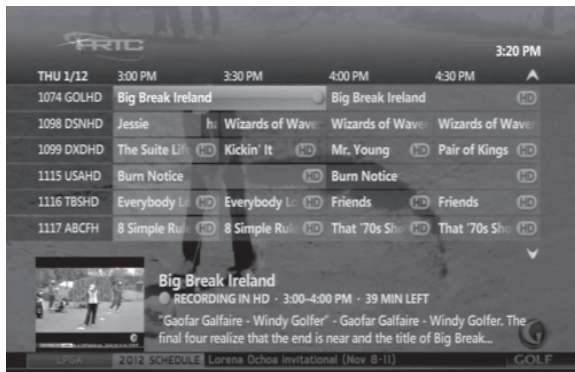 FRTC
3:20 PM
THU 1/12 3:00 PM 3:30 PM 4:00 PM 4:30 PM
1074 GOLHD Big Break Ireland Big Break Ireland HD
1098 DSNHD Jessie Wizards of Waver Wizards of Waver Wizards of Waver
1099 DXDHD The Suite Life HD Kickin' It HD Mr. Young HD Pair of Kings HD
1115 USAHD Burn Notice HD Burn Notice HD
1116 TBSHD Everybody Lo HD Everybody Lo HD Friends HD Friends HD
1117 ABCFH 8 Simple Rul HD 8 Simple Rul HD That '70s Sho HD That '70s Sho HD
Big Break Ireland
RECORDING IN HD · 3:00-4:00 PM · 39 MIN LEFT
"Gaofar Galfaire - Windy Golfer" - Gaofar Galfaire - Windy Golfer. The
final four realize that the end is near and the title of Big Break...
LPGA 2012 SCHEDULE Lorena Ochoa Invitational (Nov 8-11) GOLF